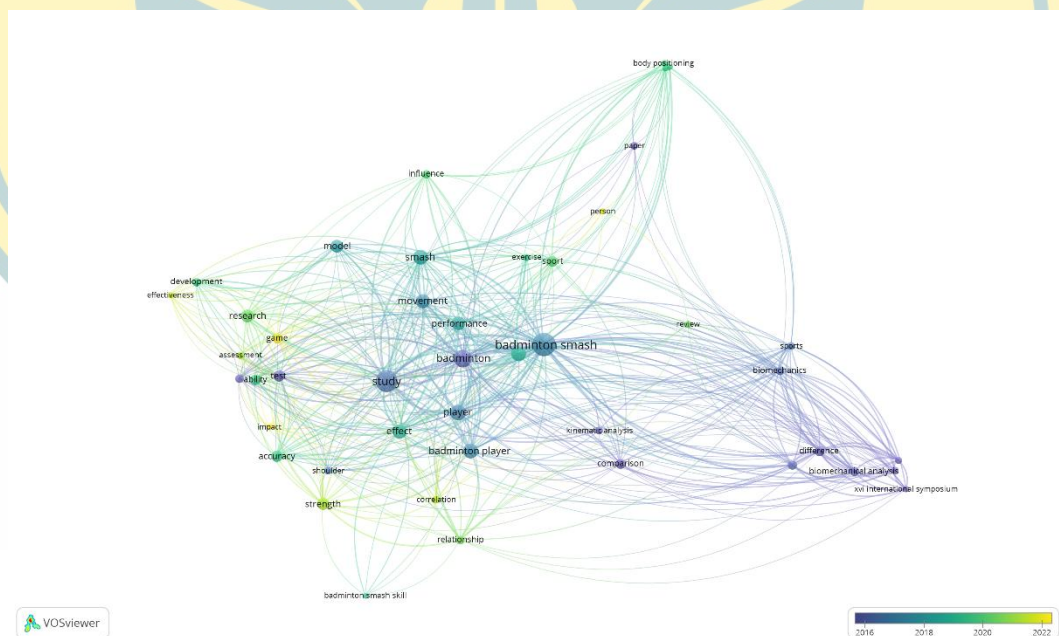 body positioning
paper
influence
person
model
smash
exercise
sport
development
effectiveness
movement
research
performance
review
game
badminton smash
sports
assessment
badminton
biomechanics
ability
test
study
player
impact
effect
kinematic analysis
badminton player
difference
accuracy
comparison
shoulder
biomechanical analysis
xvi international symposium
strength
correlation
relationship
badminton smash skill
VOSviewer
2016 2018 2020 2022